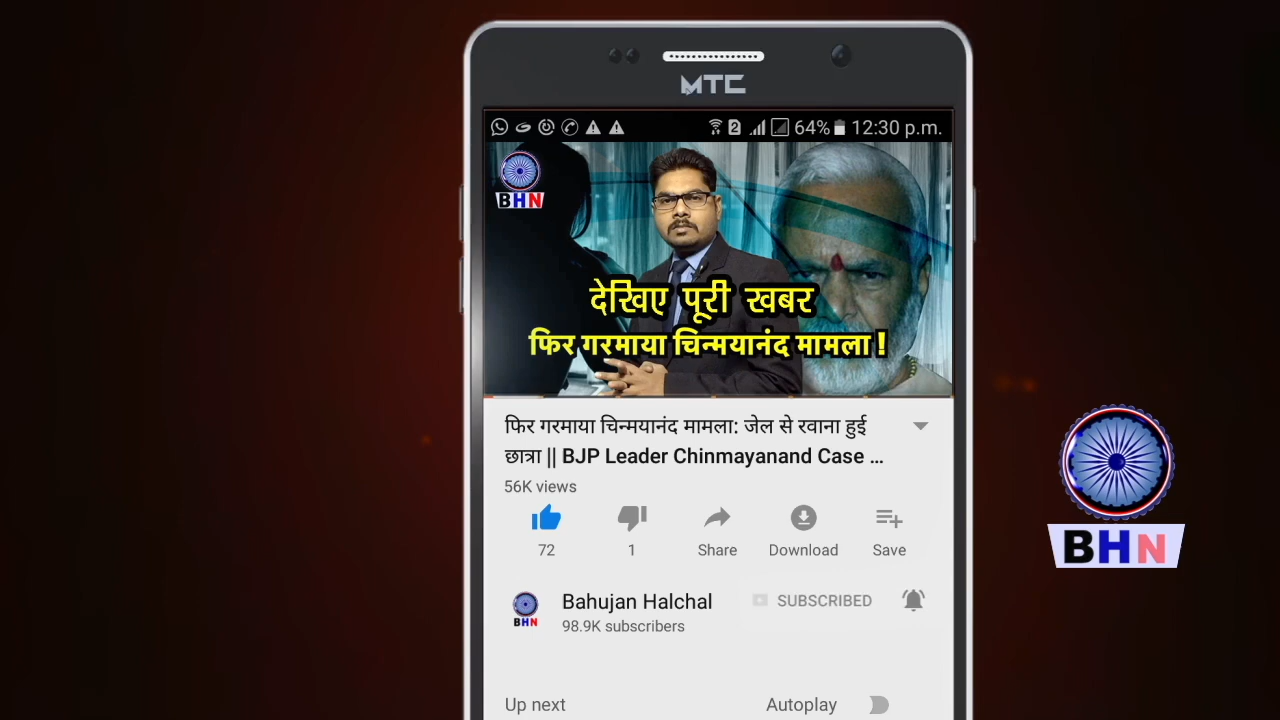 MTC
2 64% 12:30 p.m.
BHN
देखिए पूरी खबर
फिर गरमाया चिन्मयानंद मामला !
फिर गरमाया चिन्मयानंद मामला: जेल से रवाना हुई
छात्रा || BJP Leader Chinmayanand Case ...
56K views
72 1 Share Download Save
Bahujan Halchal SUBSCRIBED
98.9K subscribers
BHN
Up next Autoplay
BHN